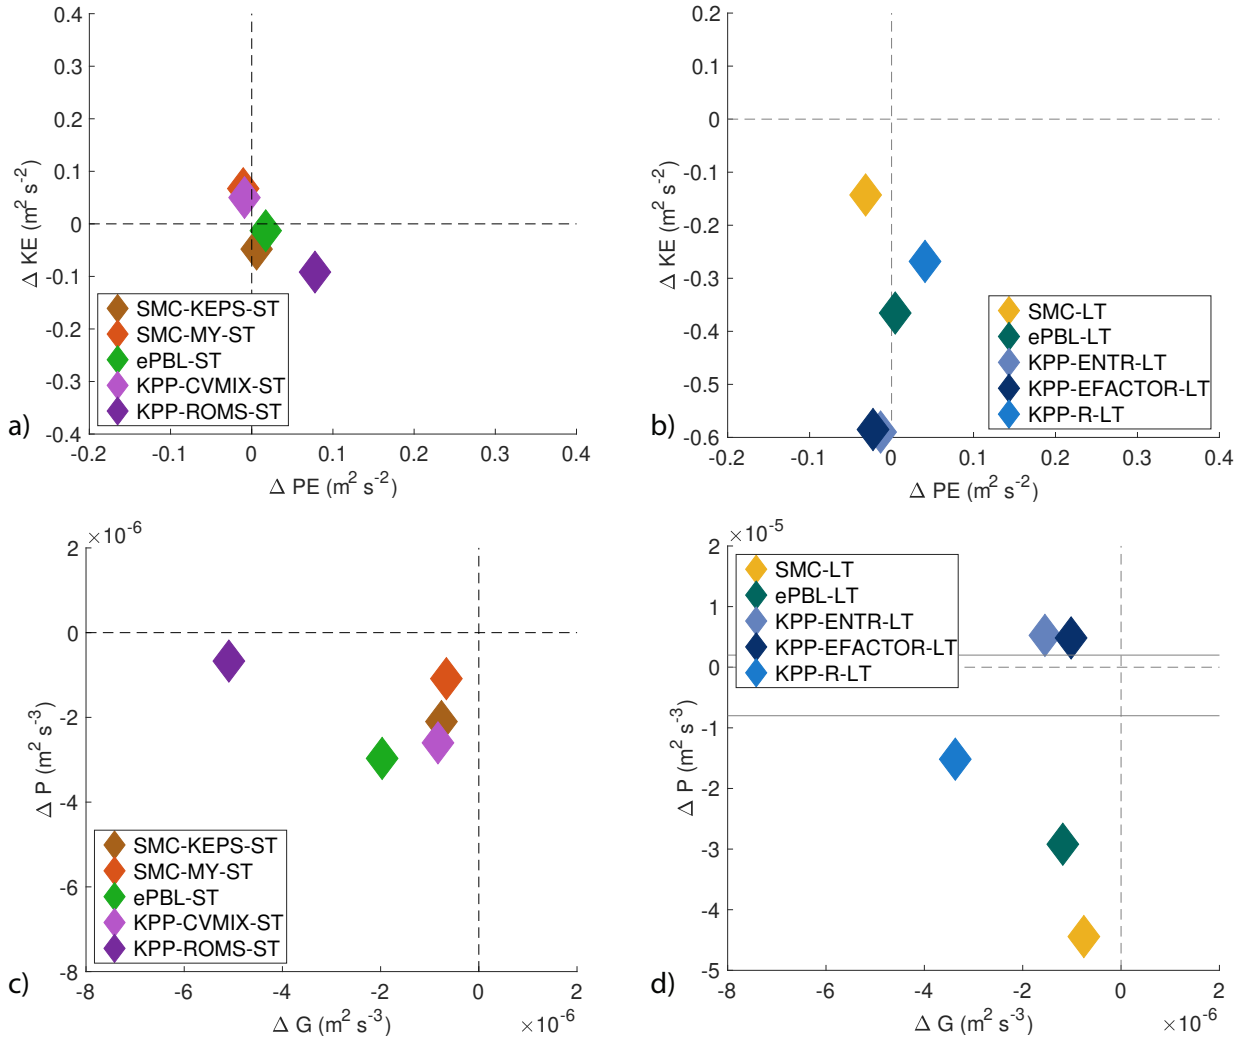 0.4
0.3
0.2
0.1
0
-0.1
-0.2
-0.3
-0.4
Δ KE (m² s⁻²)
SMC-KEPS-ST
SMC-MY-ST
ePBL-ST
KPP-CVMIX-ST
KPP-ROMS-ST
a)
-0.2 -0.1 0 0.1 0.2 0.3 0.4
Δ PE (m² s⁻²)
0.2
0.1
0
-0.1
-0.2
-0.3
-0.4
-0.5
-0.6
Δ KE (m² s⁻²)
SMC-LT
ePBL-LT
KPP-ENTR-LT
KPP-EFACTOR-LT
KPP-R-LT
b)
-0.2 -0.1 0 0.1 0.2 0.3 0.4
Δ PE (m² s⁻²)
×10⁻⁶
2
0
-2
-4
-6
-8
Δ P (m² s⁻³)
SMC-KEPS-ST
SMC-MY-ST
ePBL-ST
KPP-CVMIX-ST
KPP-ROMS-ST
c)
-8 -6 -4 -2 0 2
Δ G (m² s⁻³)
×10⁻⁶
×10⁻⁵
2
1
0
-1
-2
-3
-4
-5
Δ P (m² s⁻³)
SMC-LT
ePBL-LT
KPP-ENTR-LT
KPP-EFACTOR-LT
KPP-R-LT
d)
-8 -6 -4 -2 0 2
Δ G (m² s⁻³)
×10⁻⁶